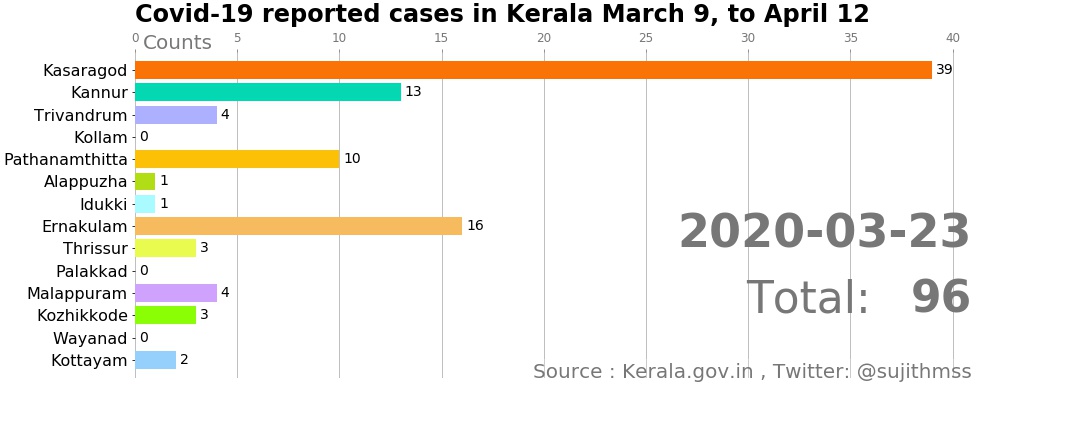 Covid-19 reported cases in Kerala March 9, to April 12
0 5 10 15 20 25 30 35 40
Counts
Kasaragod 39
Kannur 13
Trivandrum 4
Kollam 0
Pathanamthitta 10
Alappuzha 1
Idukki 1
Ernakulam 16
2020-03-23
Thrissur 3
Palakkad 0
Malappuram 4
Total: 96
Kozhikkode 3
Wayanad 0
Kottayam 2
Source : Kerala.gov.in , Twitter: @sujithmss